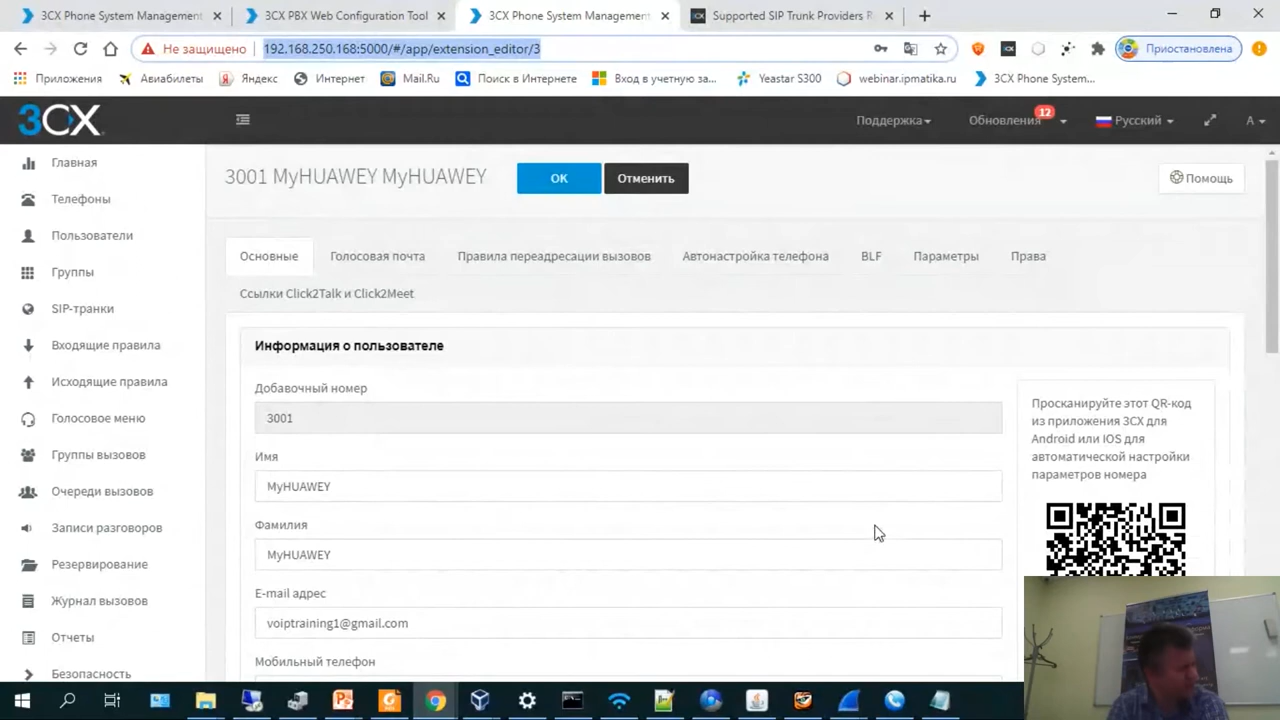 3CX Phone System Management
3CX PBX Web Configuration Tool
3CX Phone System Management
Supported SIP Trunk Providers R
Не защищено
192.168.250.168:5000/#/app/extension_editor/3
Приостановлена
Приложения
Авиабилеты
Яндекс
Интернет
Mail.Ru
Поиск в Интернете
Вход в учетную за...
Yeastar S300
webinar.ipmatika.ru
3CX Phone System...
3CX
Поддержка
Обновления
12
Русский
A
Главная
Телефоны
Пользователи
Группы
SIP-транки
Входящие правила
Исходящие правила
Голосовое меню
Группы вызовов
Очереди вызовов
Записи разговоров
Резервирование
Журнал вызовов
Отчеты
Безопасность
3001 MyHUAWEY MyHUAWEY
OK
Отменить
Помощь
Основные
Голосовая почта
Правила переадресации вызовов
Автонастройка телефона
BLF
Параметры
Права
Ссылки Click2Talk и Click2Meet
Информация о пользователе
Добавочный номер
3001
Имя
MyHUAWEY
Фамилия
MyHUAWEY
E-mail адрес
voiptraining1@gmail.com
Мобильный телефон
Просканируйте этот QR-код
из приложения 3CX для
Android или IOS для
автоматической настройки
параметров номера